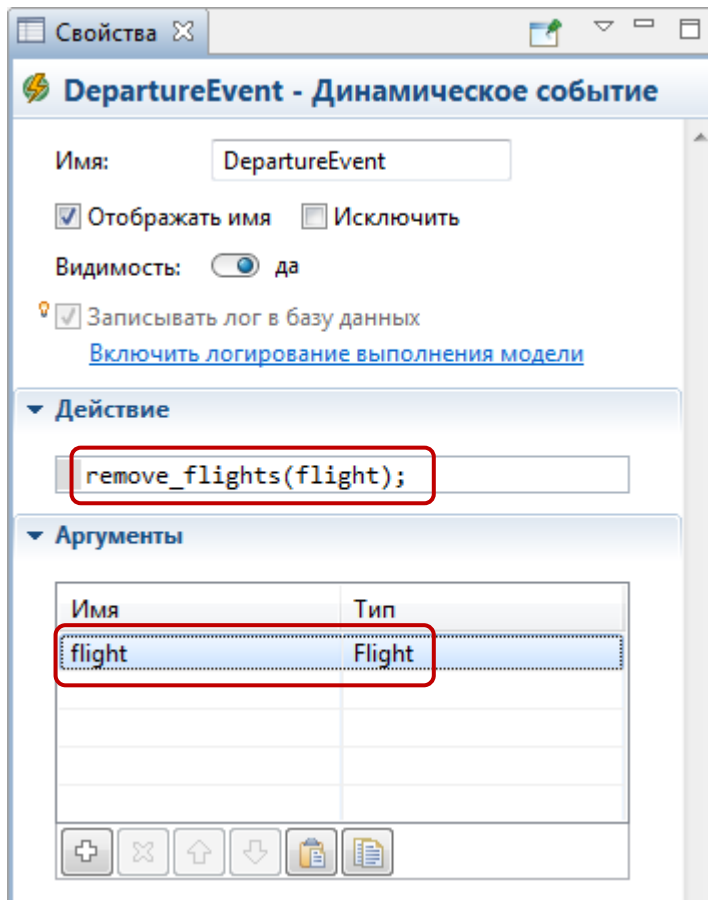 Свойства
DepartureEvent - Динамическое событие
Имя: DepartureEvent
Отображать имя Исключить
Видимость: да
Записывать лог в базу данных
Включить логирование выполнения модели
Действие
remove_flights(flight);
Аргументы
Имя Тип
flight Flight